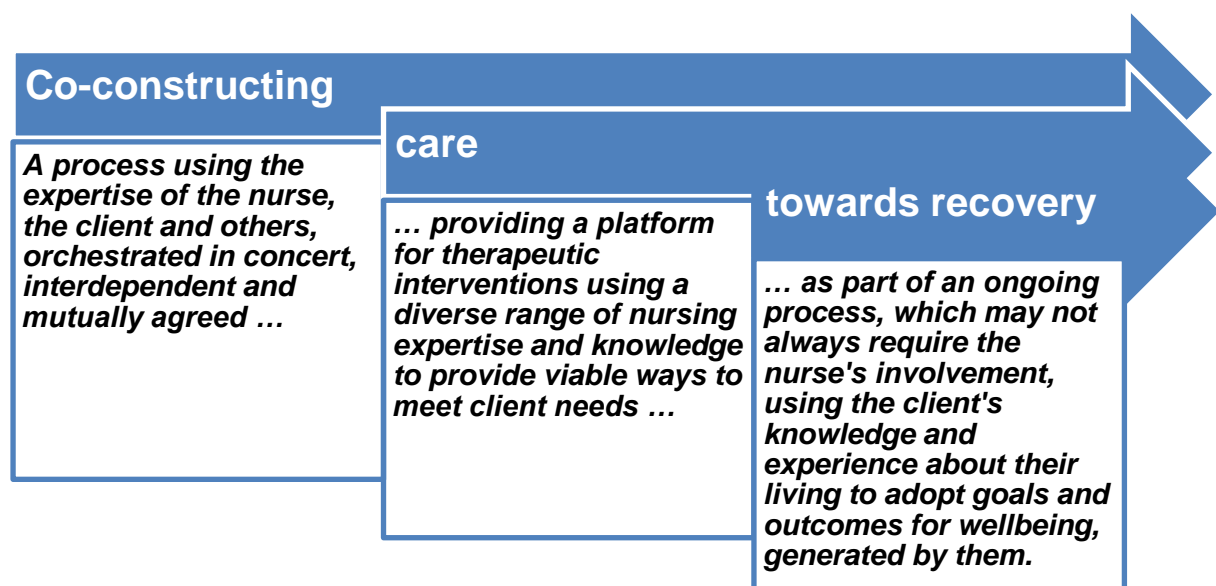 Co-constructing
A process using the
expertise of the nurse,
the client and others,
orchestrated in concert,
interdependent and
mutually agreed …
care
… providing a platform
for therapeutic
interventions using a
diverse range of nursing
expertise and knowledge
to provide viable ways to
meet client needs …
towards recovery
… as part of an ongoing
process, which may not
always require the
nurse's involvement,
using the client's
knowledge and
experience about their
living to adopt goals and
outcomes for wellbeing,
generated by them.